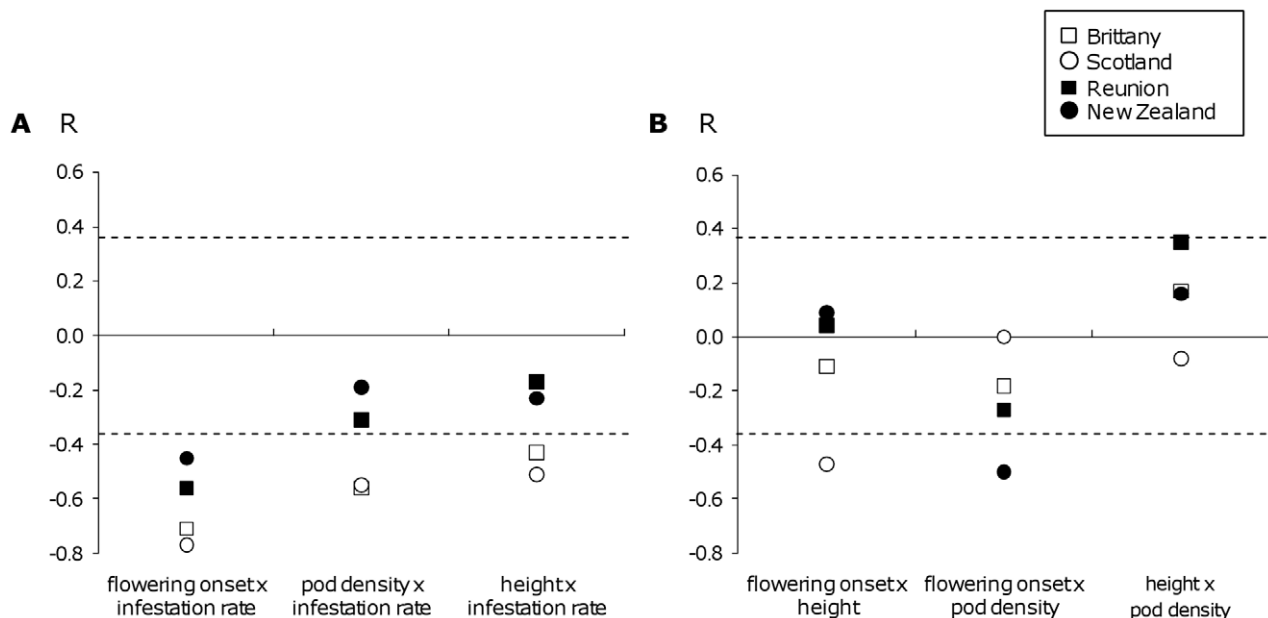 Brittany
Scotland
Reunion
New Zealand
A R
0.6
0.4
0.2
0.0
-0.2
-0.4
-0.6
-0.8
flowering onset x
infestation rate
pod density x
infestation rate
height x
infestation rate
B R
0.6
0.4
0.2
0.0
-0.2
-0.4
-0.6
-0.8
flowering onset x
height
flowering onset x
pod density
height x
pod density